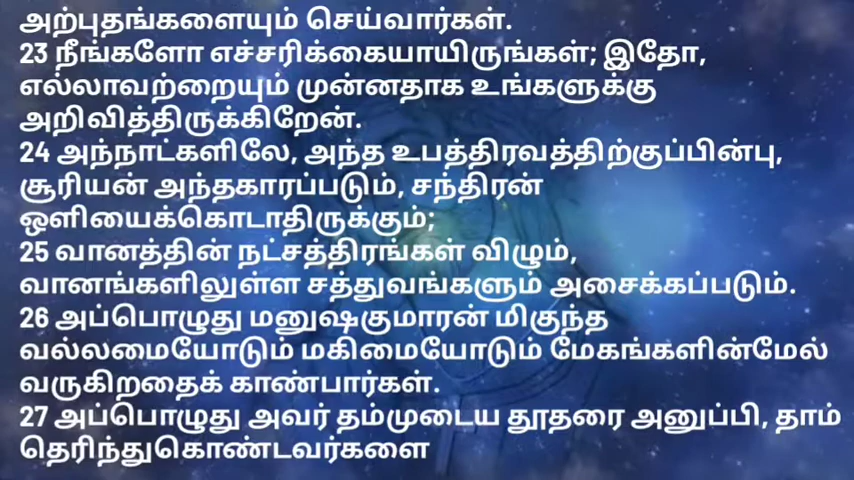 அற்புதங்களையும் செய்வார்கள்.
23 நீங்களோ எச்சரிக்கையாயிருங்கள்; இதோ,
எல்லாவற்றையும் முன்னதாக உங்களுக்கு
அறிவித்திருக்கிறேன்.
24 அந்நாட்களிலே, அந்த உபத்திரவத்திற்குப்பின்பு,
சூரியன் அந்தகாரப்படும், சந்திரன்
ஒளியைக்கொடாதிருக்கும்;
25 வானத்தின் நட்சத்திரங்கள் விழும்,
வானங்களிலுள்ள சத்துவங்களும் அசைக்கப்படும்.
26 அப்பொழுது மனுஷகுமாரன் மிகுந்த
வல்லமையோடும் மகிமையோடும் மேகங்களின்மேல்
வருகிறதைக் காண்பார்கள்.
27 அப்பொழுது அவர் தம்முடைய தூதரை அனுப்பி, தாம்
தெரிந்துகொண்டவர்களை